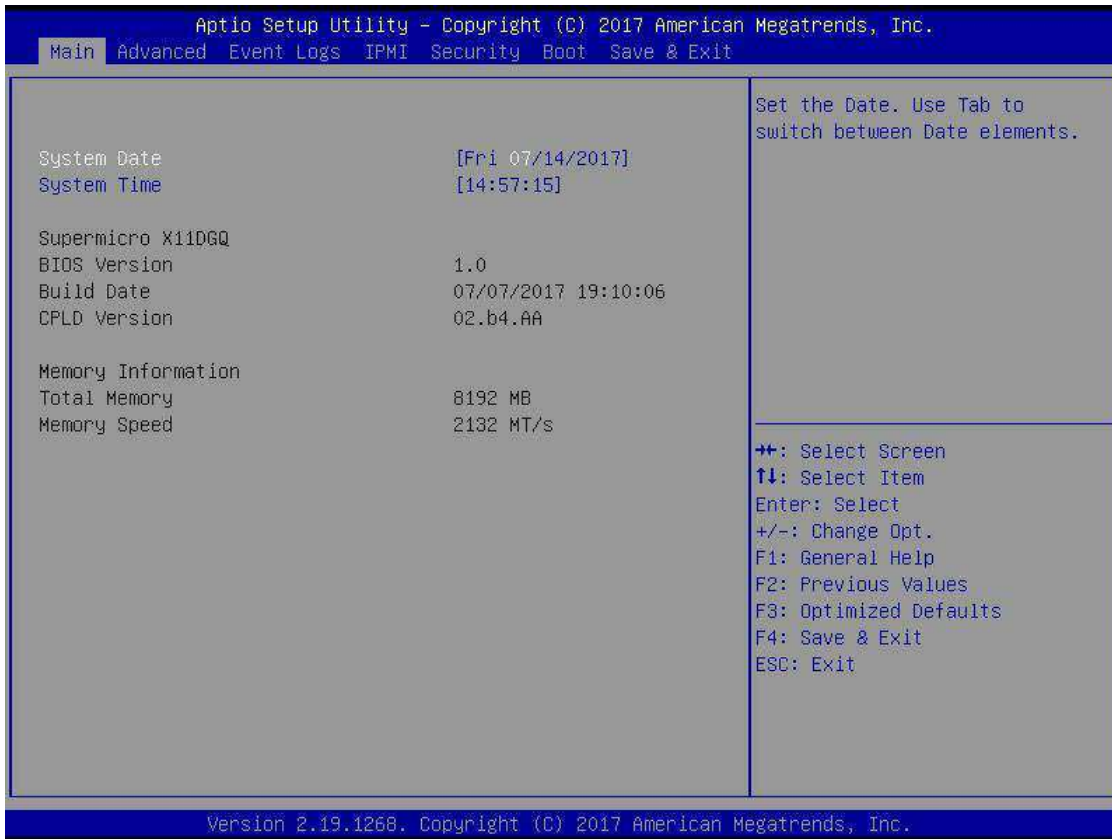 Aptio Setup Utility - Copyright (C) 2017 American Megatrends, Inc.
Main Advanced Event Logs IPMI Security Boot Save & Exit
Set the Date. Use Tab to
switch between Date elements.
System Date [Fri 07/14/2017]
System Time [14:57:15]
Supermicro X11DGQ
BIOS Version 1.0
Build Date 07/07/2017 19:10:06
CPLD Version 02.b4.AA
Memory Information
Total Memory 8192 MB
Memory Speed 2132 MT/s
→←: Select Screen
↑↓: Select Item
Enter: Select
+/-: Change Opt.
F1: General Help
F2: Previous Values
F3: Optimized Defaults
F4: Save & Exit
ESC: Exit
Version 2.19.1268. Copyright (C) 2017 American Megatrends, Inc.